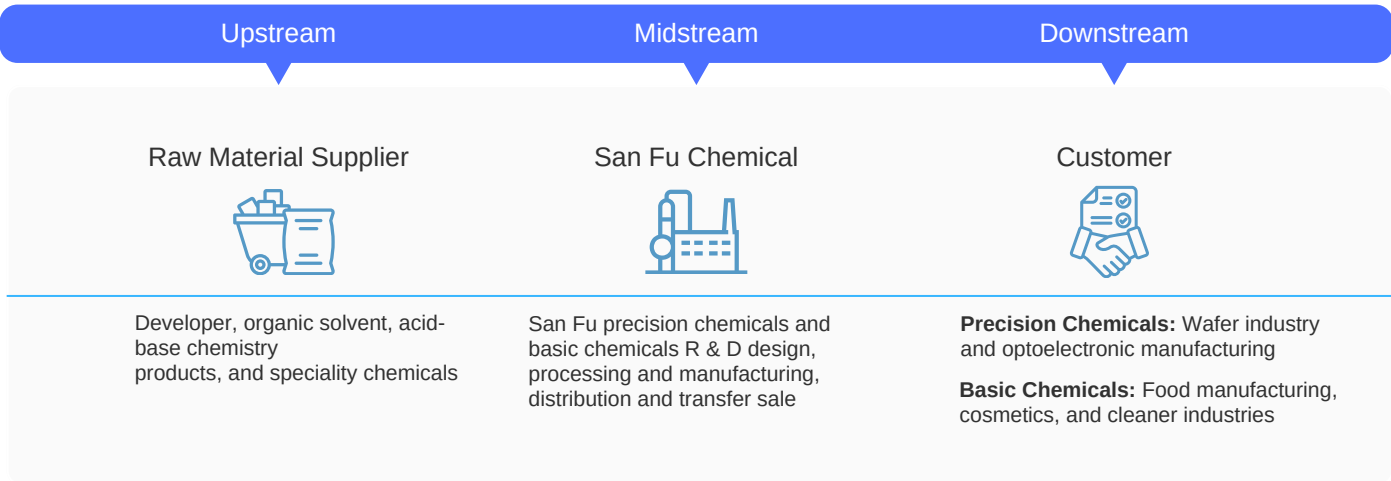 Upstream
Midstream
Downstream
Raw Material Supplier
San Fu Chemical
Customer
Developer, organic solvent, acid-
base chemistry
products, and speciality chemicals
San Fu precision chemicals and
basic chemicals R & D design,
processing and manufacturing,
distribution and transfer sale
Precision Chemicals: Wafer industry
and optoelectronic manufacturing
Basic Chemicals: Food manufacturing,
cosmetics, and cleaner industries